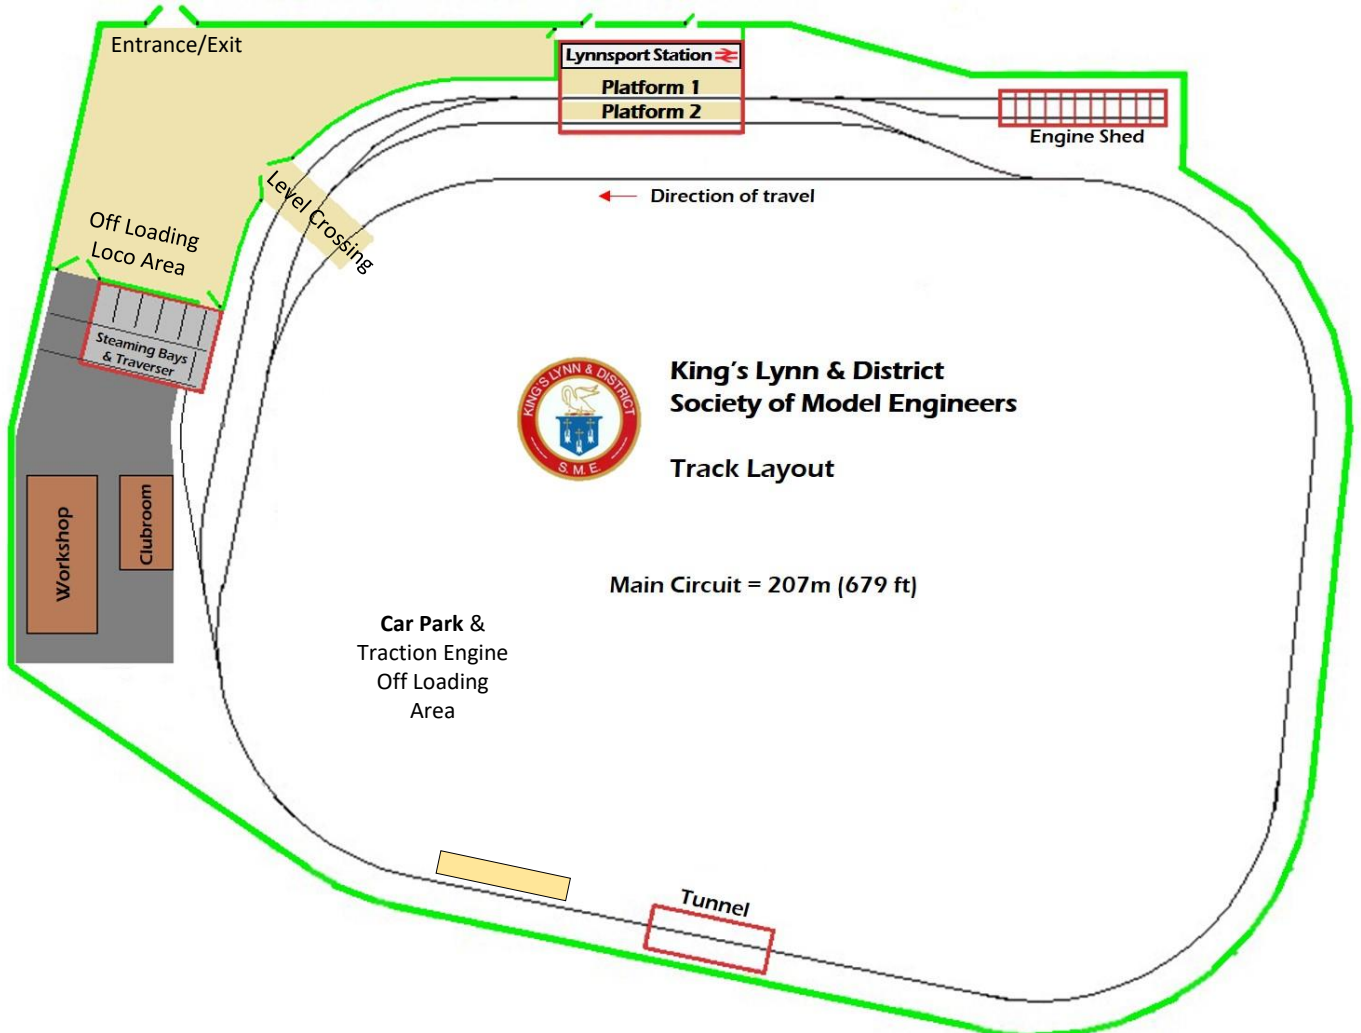 Entrance/Exit
Lynnsport Station
Platform 1
Platform 2
Engine Shed
Level Crossing
Direction of travel
Off Loading
Loco Area
Steaming Bays
& Traverser
KING'S LYNN & DISTRICT
S. M. E.
King's Lynn & District
Society of Model Engineers
Track Layout
Workshop
Clubroom
Main Circuit = 207m (679 ft)
Car Park &
Traction Engine
Off Loading
Area
Tunnel